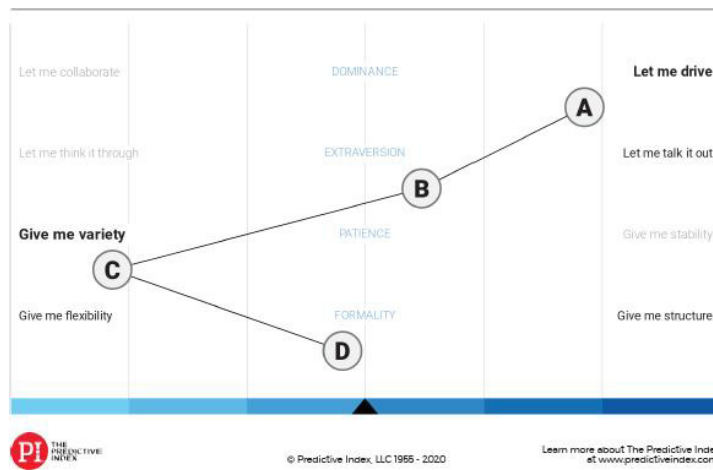 Let me collaborate DOMINANCE Let me drive
A
Let me think it through EXTRAVERSION Let me talk it out
B
Give me variety PATIENCE Give me stability
C
Give me flexibility FORMALITY Give me structure
D
PI THE
PREDICTIVE
INDEX
© Predictive Index, LLC 1955 - 2020
Learn more about The Predictive Inde
at www.predictiveindex.con